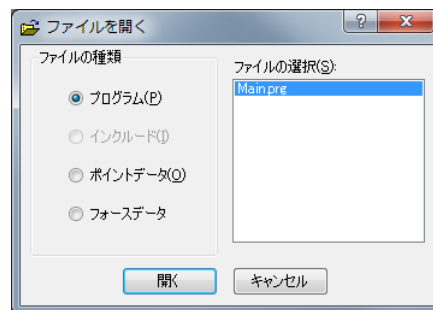 ファイルを開く
ファイルの種類
プログラム(P)
インクルード(I)
ポイントデータ(O)
フォースデータ
ファイルの選択(S):
Main.prg
開く
キャンセル